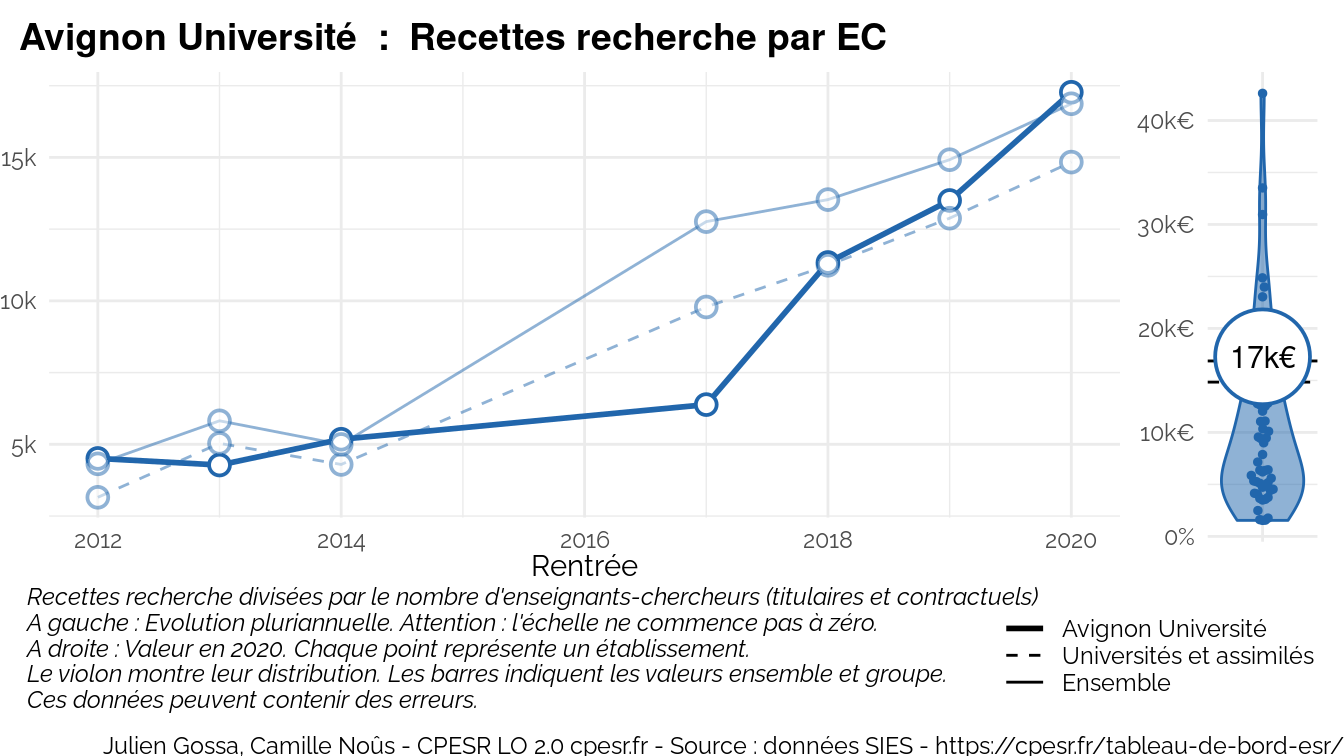 Avignon Université : Recettes recherche par EC
15k
10k
5k
2012 2014 2016 2018 2020
Rentrée
40k€
30k€
20k€
17k€
10k€
0%
Recettes recherche divisées par le nombre d'enseignants-chercheurs (titulaires et contractuels)
A gauche : Evolution pluriannuelle. Attention : l'échelle ne commence pas à zéro.
A droite : Valeur en 2020. Chaque point représente un établissement.
Le violon montre leur distribution. Les barres indiquent les valeurs ensemble et groupe.
Ces données peuvent contenir des erreurs.
Avignon Université
Universités et assimilés
Ensemble
Julien Gossa, Camille Noûs - CPESR LO 2.0 cpesr.fr - Source : données SIES - https://cpesr.fr/tableau-de-bord-esr/